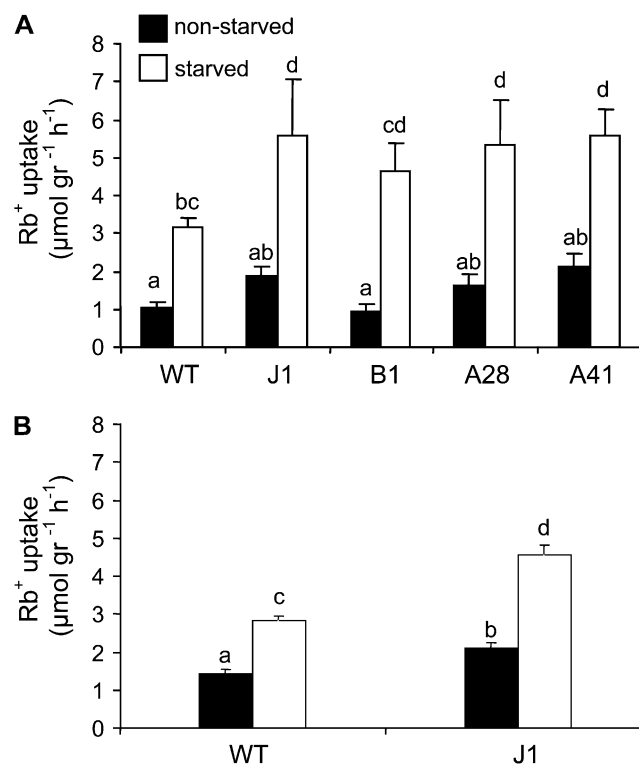 A
non-starved
starved
Rb+ uptake
(µmol gr -1 h-1)
8
7
6
5
4
3
2
1
0
a
bc
ab
d
a
cd
ab
d
ab
d
WT
J1
B1
A28
A41
B
Rb+ uptake
(µmol gr -1 h-1)
8
7
6
5
4
3
2
1
0
a
c
b
d
WT
J1